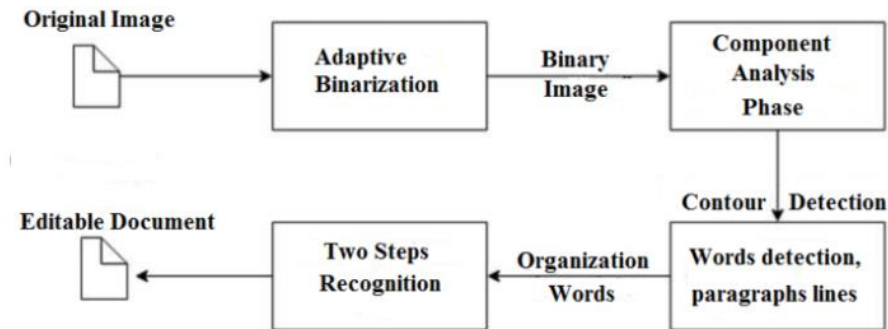 Original Image
Adaptive
Binarization
Binary
Image
Component
Analysis
Phase
Contour Detection
Words detection,
paragraphs lines
Organization
Words
Two Steps
Recognition
Editable Document